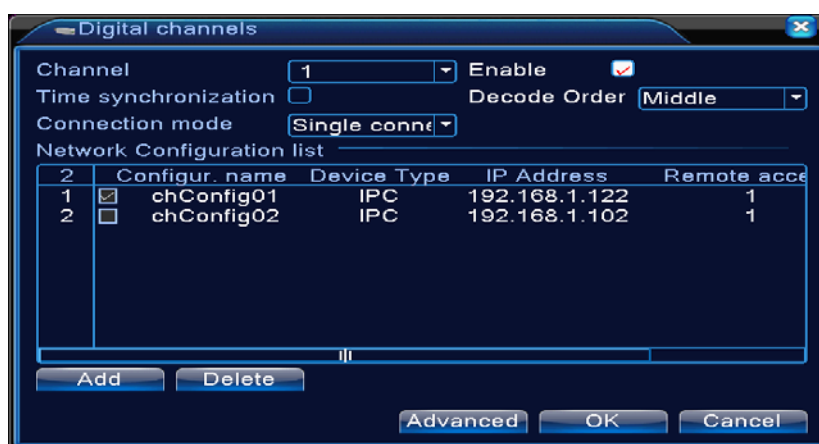 Digital channels
Channel 1 Enable
Time synchronization Decode Order Middle
Connection mode Single conne
Network Configuration list
2 Configur. name Device Type IP Address Remote acce
1 chConfig01 IPC 192.168.1.122 1
2 chConfig02 IPC 192.168.1.102 1
Add Delete
Advanced OK Cancel